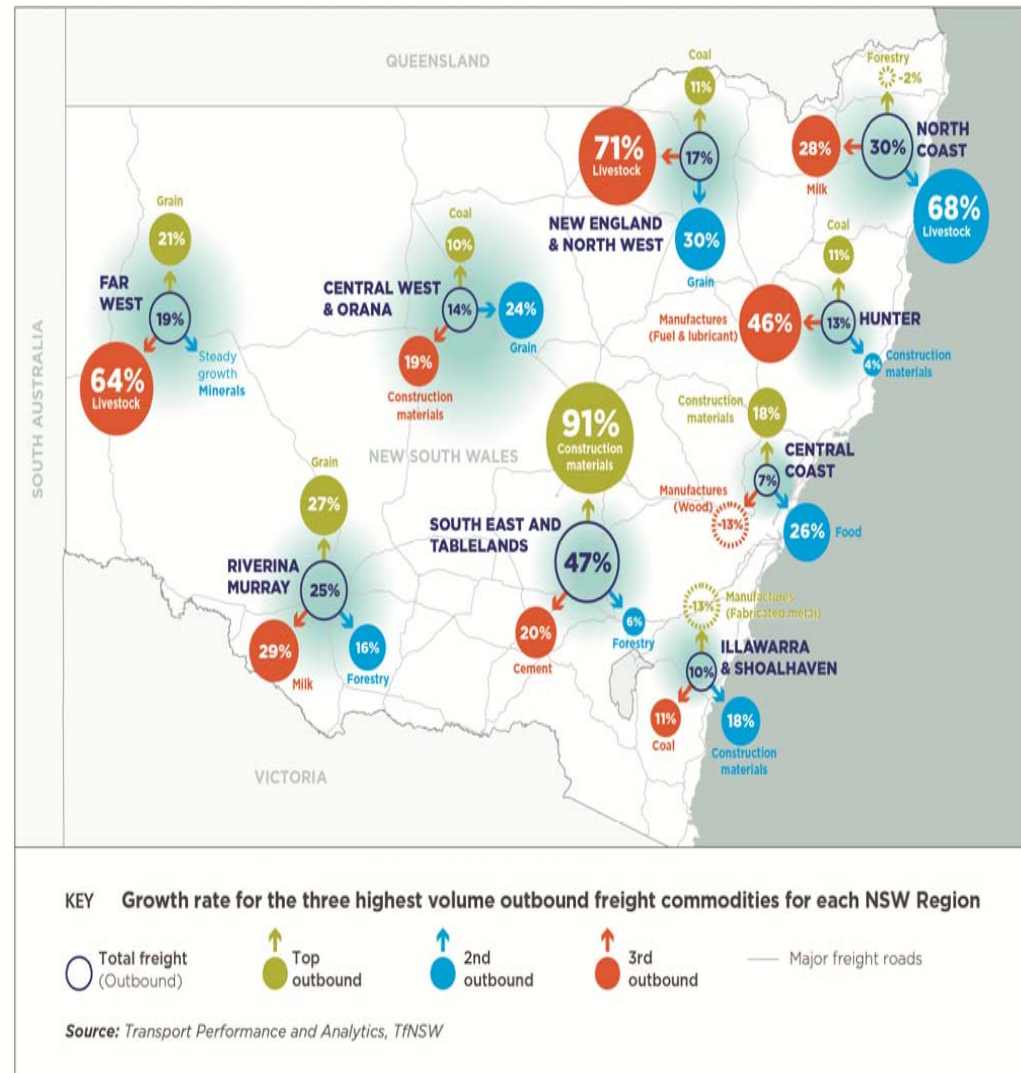 QUEENSLAND
SOUTH AUSTRALIA
NEW SOUTH WALES
VICTORIA
Forestry
-2%
NORTH
COAST
30%
28%
Milk
68%
Livestock
Coal
11%
71%
Livestock
17%
NEW ENGLAND
& NORTH WEST
30%
Grain
Grain
21%
FAR
WEST
19%
Steady
growth
Minerals
64%
Livestock
Coal
10%
CENTRAL WEST
& ORANA
14%
24%
Grain
19%
Construction
materials
Coal
11%
Manufactures
(Fuel & lubricant)
46%
13%
HUNTER
4%
Construction
materials
Construction
materials
18%
CENTRAL
COAST
7%
Manufactures
(Wood)
-13%
26%
Food
91%
Construction
materials
SOUTH EAST AND
TABLELANDS
47%
20%
Cement
6%
Forestry
Grain
27%
RIVERINA
MURRAY
25%
29%
Milk
16%
Forestry
-13%
Manufactures
(Fabricated metal)
ILLAWARRA
& SHOALHAVEN
10%
11%
Coal
18%
Construction
materials
KEY Growth rate for the three highest volume outbound freight commodities for each NSW Region
Total freight
(Outbound)
Top
outbound
2nd
outbound
3rd
outbound
Major freight roads
Source: Transport Performance and Analytics, TfNSW